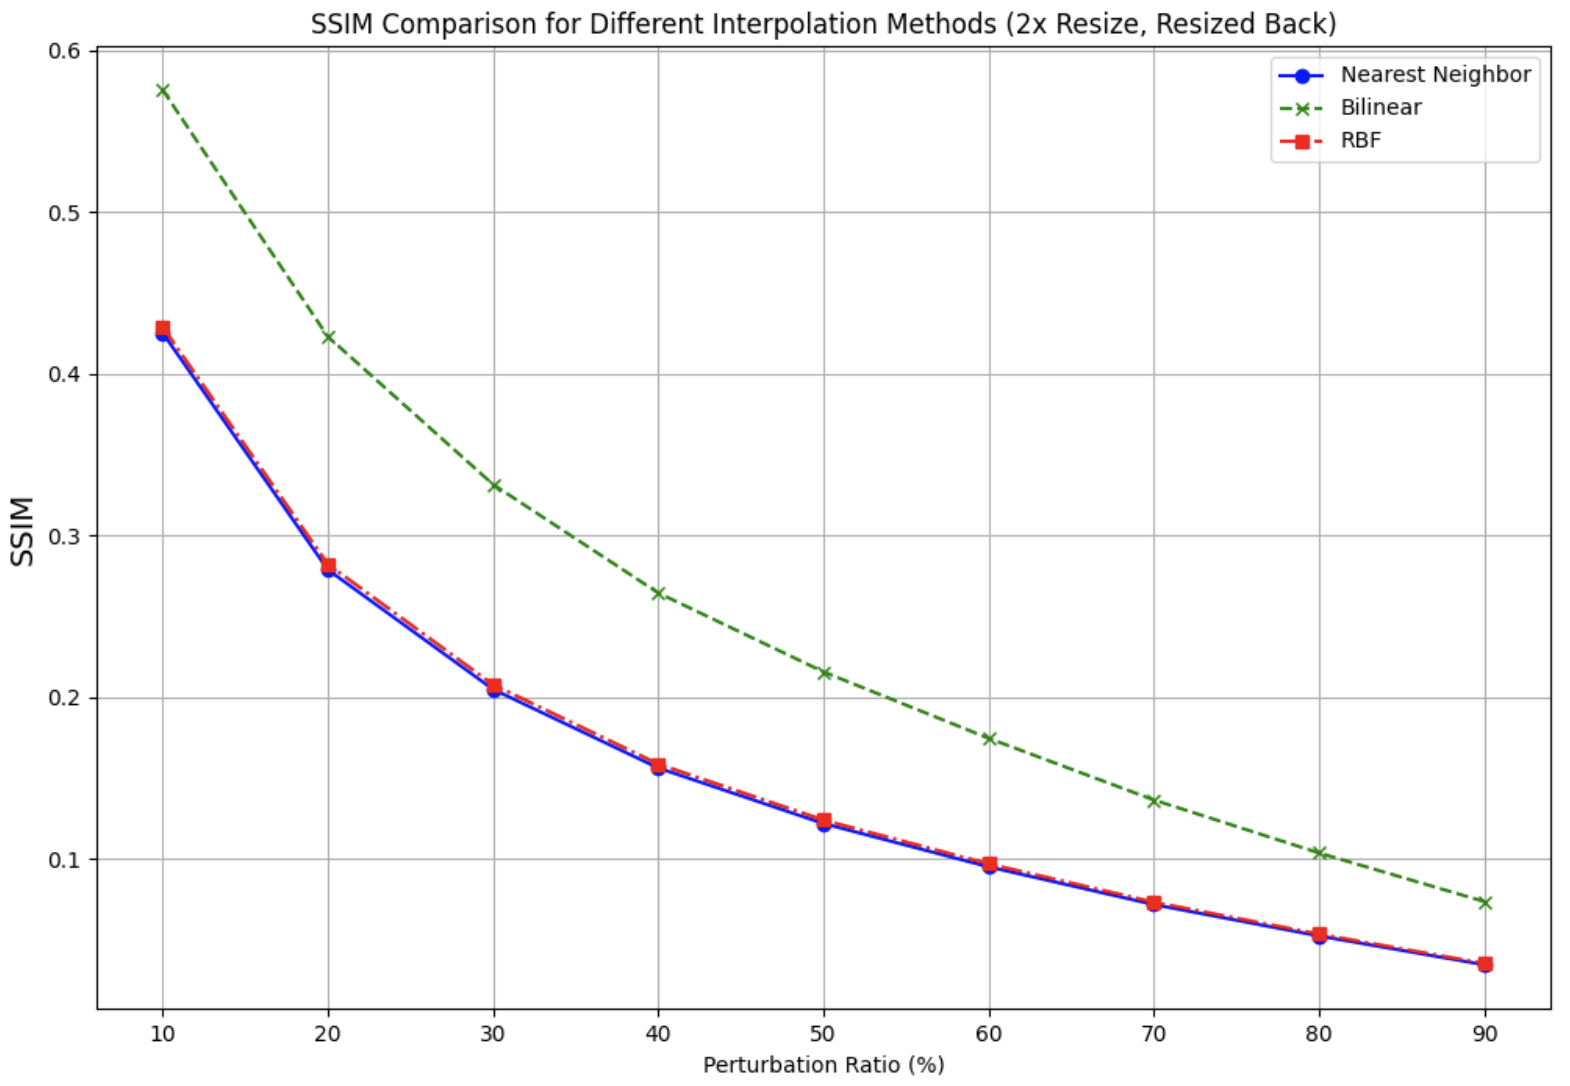 SSIM Comparison for Different Interpolation Methods (2x Resize, Resized Back)
Nearest Neighbor
Bilinear
RBF
SSIM
0.6
0.5
0.4
0.3
0.2
0.1
10 20 30 40 50 60 70 80 90
Perturbation Ratio (%)